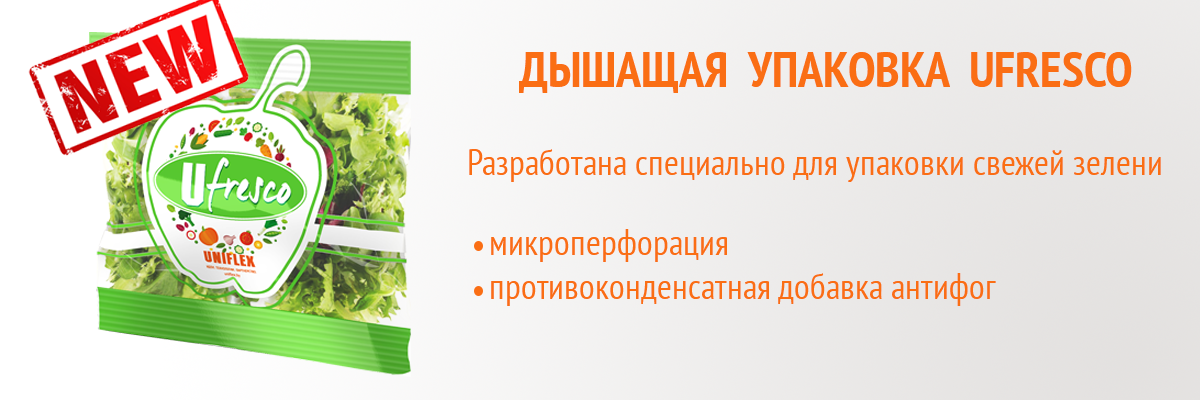 NEW
ДЫШАЩАЯ УПАКОВКА UFRESCO
Разработана специально для упаковки свежей зелени
• микроперфорация
• противоконденсатная добавка антифог
Ufresco
UNIFLEX